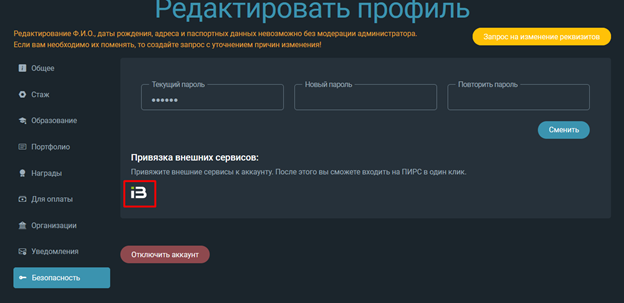 Редактировать профиль
Редактирование Ф.И.О., даты рождения, адреса и паспортных данных невозможно без модерации администратора.
Если вам необходимо их поменять, то создайте запрос с уточнением причин изменения!
Запрос на изменение реквизитов
Общее
Стаж
Образование
Портфолио
Награды
Для оплаты
Организации
Уведомления
Безопасность
Текущий пароль
••••••
Новый пароль
Повторить пароль
Сменить
Привязка внешних сервисов:
Привяжите внешние сервисы к аккаунту. После этого вы сможете входить на ПИРС в один клик.
iB
Отключить аккаунт